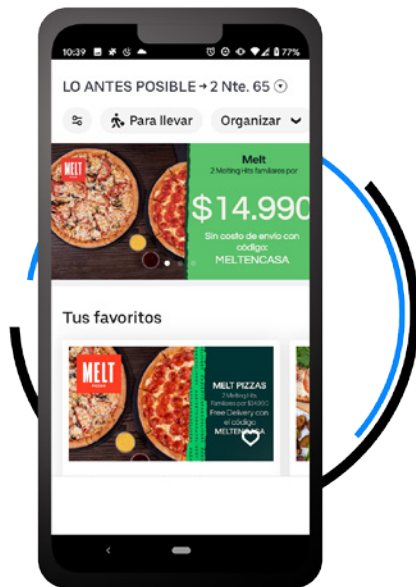 10:39
77%
LO ANTES POSIBLE → 2 Nte. 65
Para llevar
Organizar
MELT
Melt
2 Melting Hits familiares por
$14.990
Sin costo de envío con
código:
MELTENCASA
Tus favoritos
MELT
PIZZAS
MELT PIZZAS
2 Melting Hits
Familiares por $14.990
Free Delivery con
el código
MELTENCASA